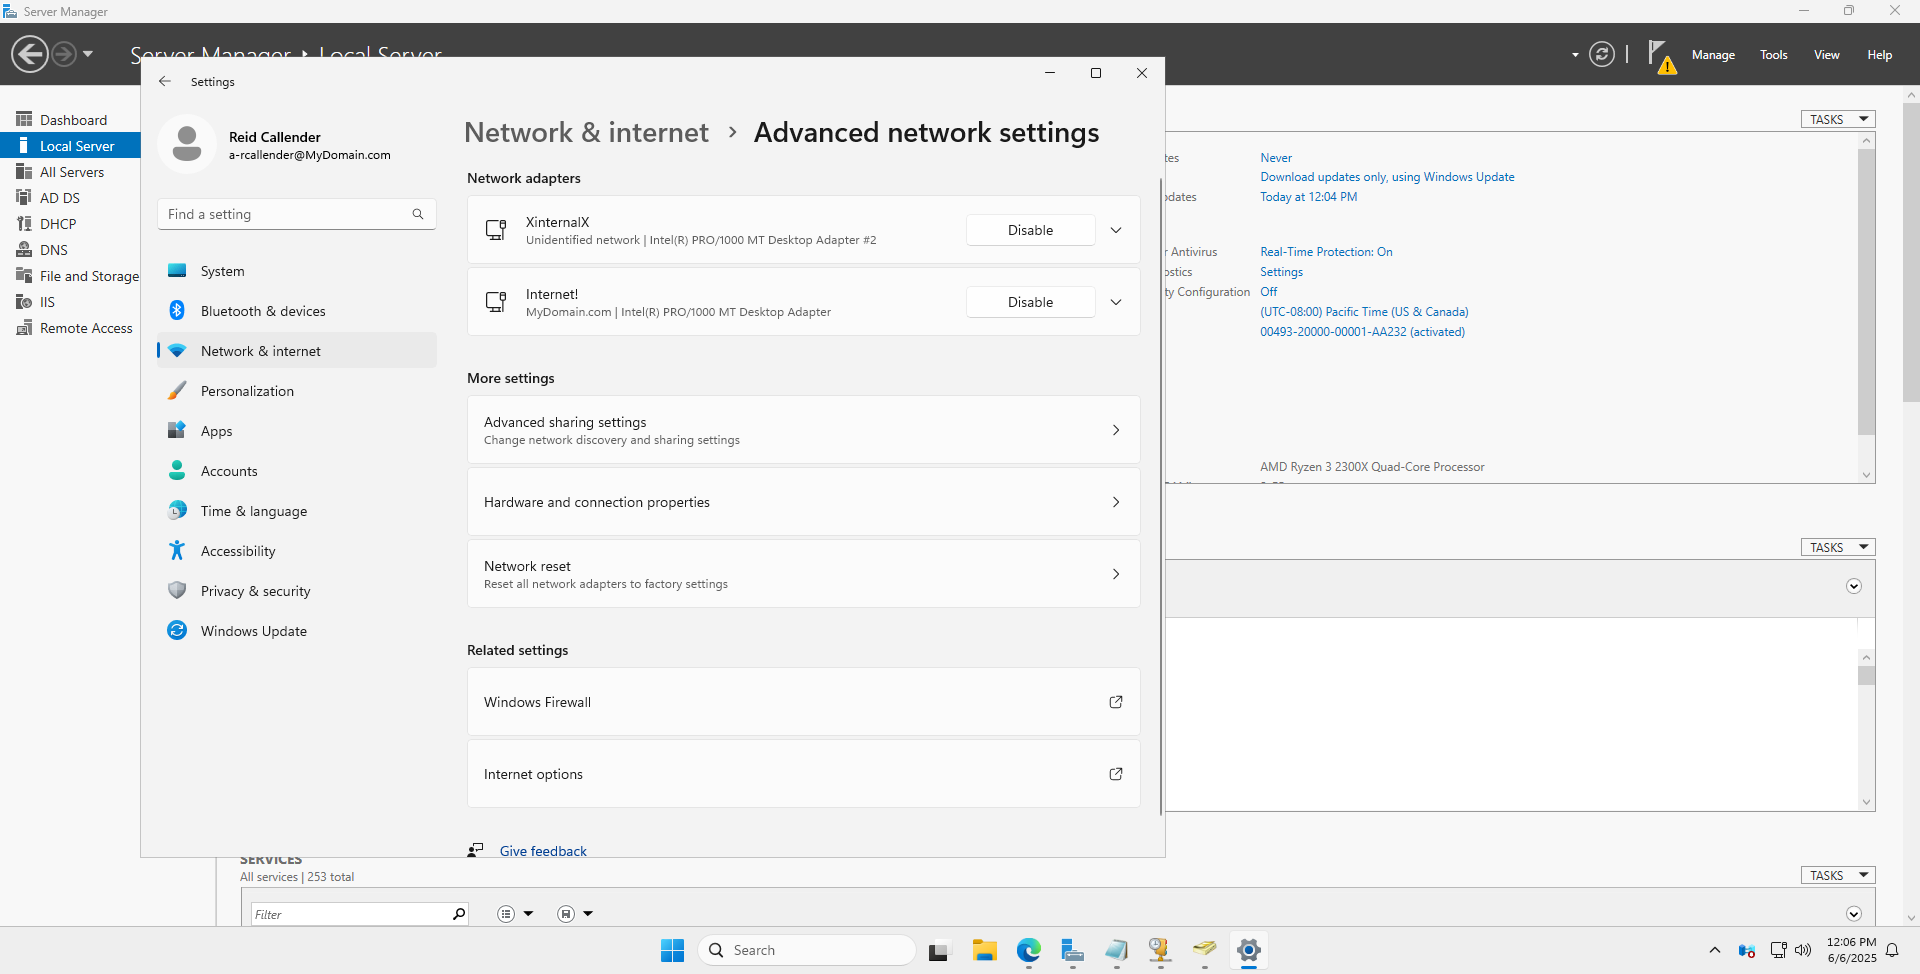 Server Manager
Server Manager • Local Server
Manage
Tools
View
Help
Dashboard
Local Server
All Servers
AD DS
DHCP
DNS
File and Storage
IIS
Remote Access
Settings
Reid Callender
a-rcallender@MyDomain.com
Find a setting
System
Bluetooth & devices
Network & internet
Personalization
Apps
Accounts
Time & language
Accessibility
Privacy & security
Windows Update
Network & internet > Advanced network settings
Network adapters
XinternalX
Unidentified network | Intel(R) PRO/1000 MT Desktop Adapter #2
Disable
Internet!
MyDomain.com | Intel(R) PRO/1000 MT Desktop Adapter
Disable
More settings
Advanced sharing settings
Change network discovery and sharing settings
Hardware and connection properties
Network reset
Reset all network adapters to factory settings
Related settings
Windows Firewall
Internet options
Give feedback
TASKS
tes Never
Download updates only, using Windows Update
pdates Today at 12:04 PM
r Antivirus Real-Time Protection: On
ostics Settings
ty Configuration Off
(UTC-08:00) Pacific Time (US & Canada)
00493-20000-00001-AA232 (activated)
AMD Ryzen 3 2300X Quad-Core Processor
TASKS
SERVICES
All services | 253 total
TASKS
Filter
Search
12:06 PM
6/6/2025